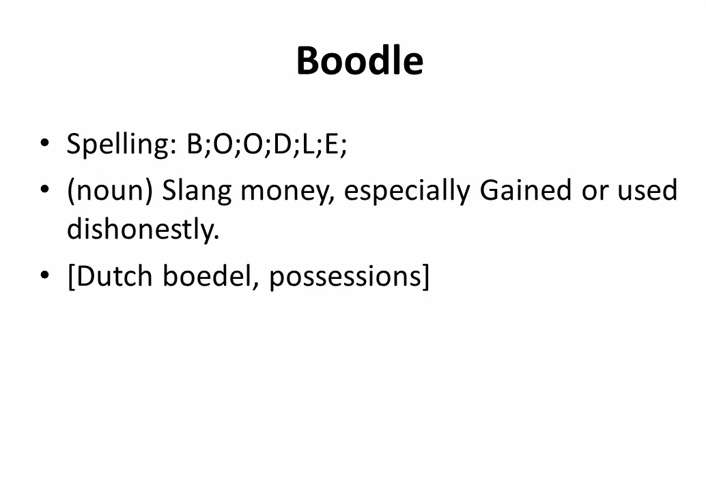 Boodle
• Spelling: B;O;O;D;L;E;
• (noun) Slang money, especially Gained or used
dishonestly.
• [Dutch boedel, possessions]